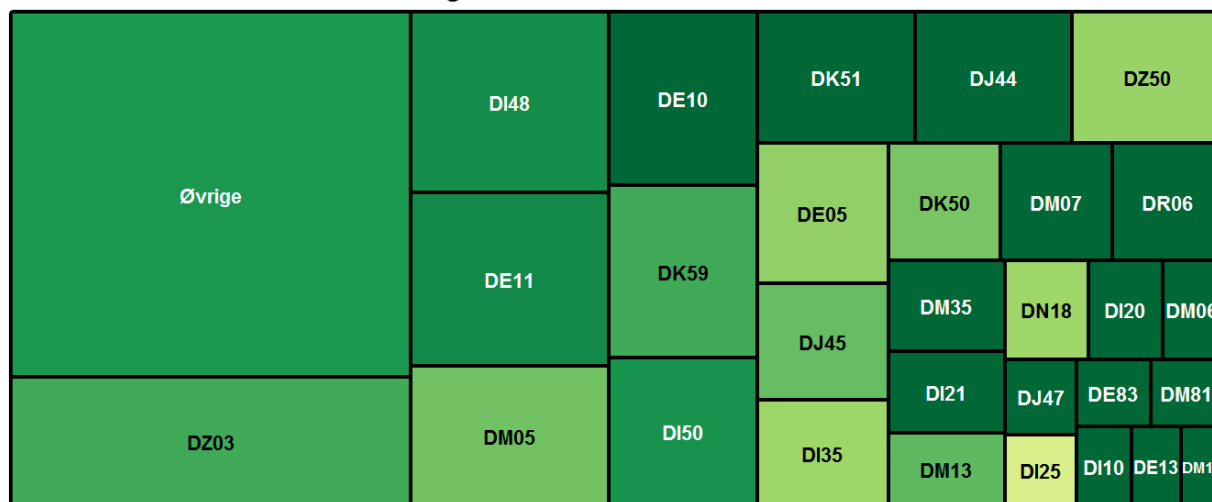 Øvrige
DZ03
DI48
DE11
DM05
DE10
DK59
DI50
DK51
DJ44
DZ50
DE05
DJ45
DI35
DK50
DM07
DR06
DM35
DI21
DM13
DN18
DI20
DM06
DJ47
DE83
DM81
DI25
DI10
DE13